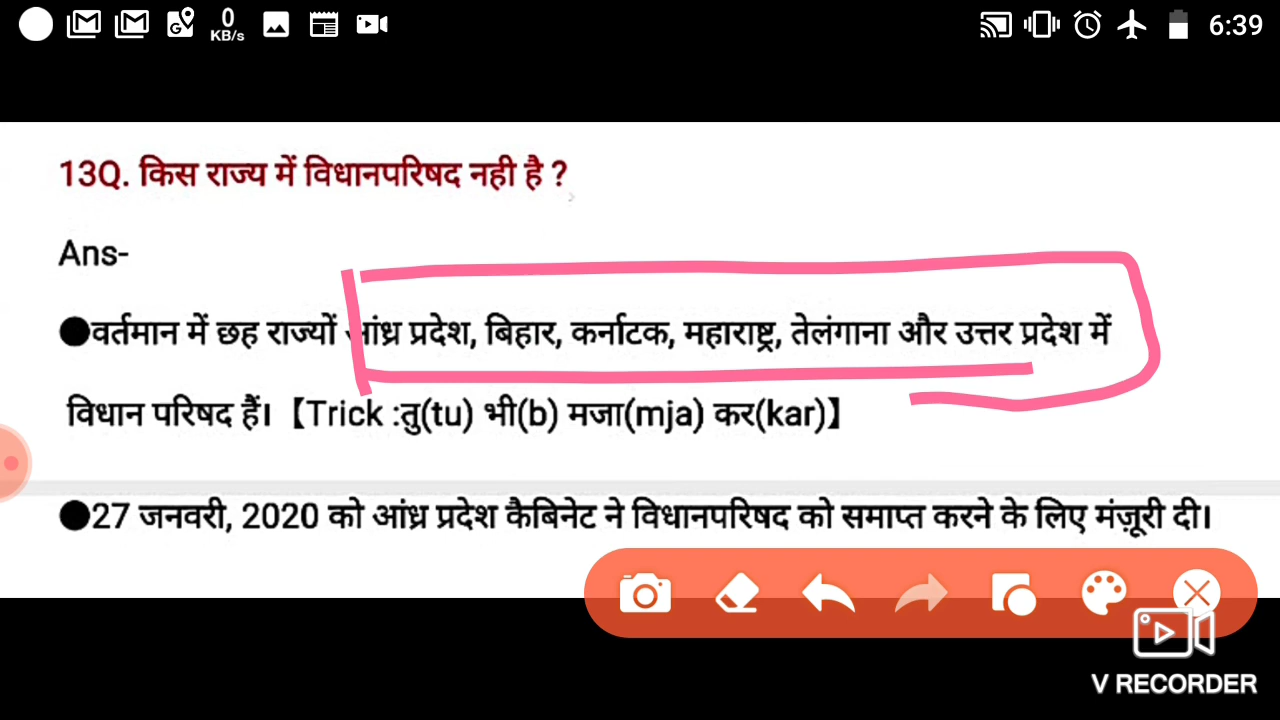 0
KB/s
6:39
13Q. किस राज्य में विधानपरिषद नही है ?
Ans-
●वर्तमान में छह राज्यों आंध्र प्रदेश, बिहार, कर्नाटक, महाराष्ट्र, तेलंगाना और उत्तर प्रदेश में
विधान परिषद हैं। 【Trick :तु(tu) भी(b) मजा(mja) कर(kar)】
●27 जनवरी, 2020 को आंध्र प्रदेश कैबिनेट ने विधानपरिषद को समाप्त करने के लिए मंज़ूरी दी।
V RECORDER